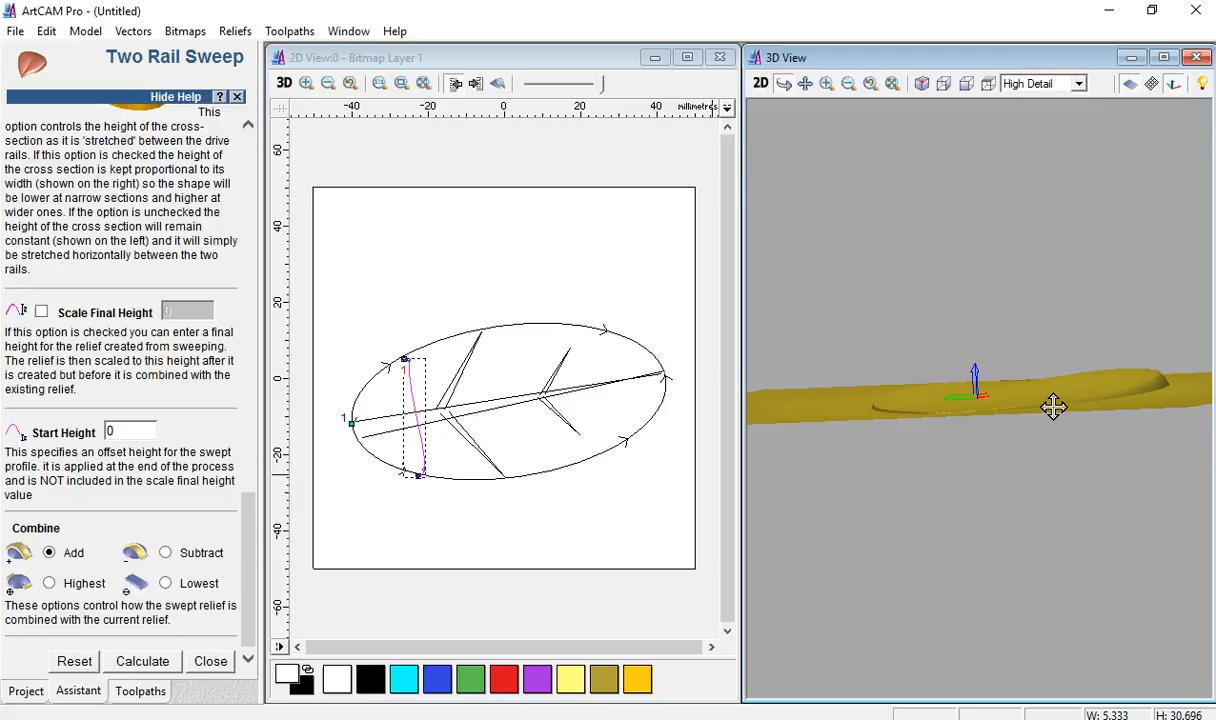 ArtCAM Pro - (Untitled)
File Edit Model Vectors Bitmaps Reliefs Toolpaths Window Help
Two Rail Sweep
Hide Help ? 
This
option controls the height of the cross-
section as it is 'stretched' between the drive
rails. If this option is checked the height of
the cross section is kept proportional to its
width (shown on the right) so the shape will
be lower at narrow sections and higher at
wider ones. If the option is unchecked the
height of the cross section will remain
constant (shown on the left) and it will simply
be stretched horizontally between the two
rails.
Scale Final Height 0
If this option is checked you can enter a final
height for the relief created from sweeping.
The relief is then scaled to this height after it
is created but before it is combined with the
existing relief.
Start Height 0
This specifies an offset height for the swept
profile. it is applied at the end of the process
and is NOT included in the scale final height
value
Combine
Add Subtract
Highest Lowest
These options control how the swept relief is
combined with the current relief.
Reset Calculate Close
Project Assistant Toolpaths
2D View:0 - Bitmap Layer 1
3D
-40 -20 0 20 40 millimetres
60
40
20
0
-20
-40
-60
1
1
3D View
2D High Detail
W: 5.333 H: 30.696